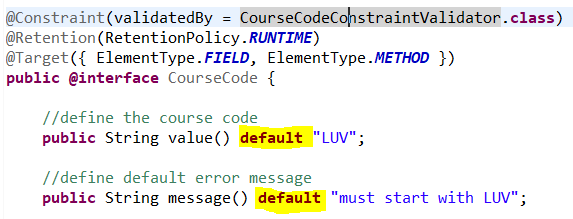 @Constraint(validatedBy = CourseCodeConstraintValidator.class)
@Retention(RetentionPolicy.RUNTIME)
@Target({ ElementType.FIELD, ElementType.METHOD })
public @interface CourseCode {
//define the course code
public String value() default "LUV";
//define default error message
public String message() default "must start with LUV";